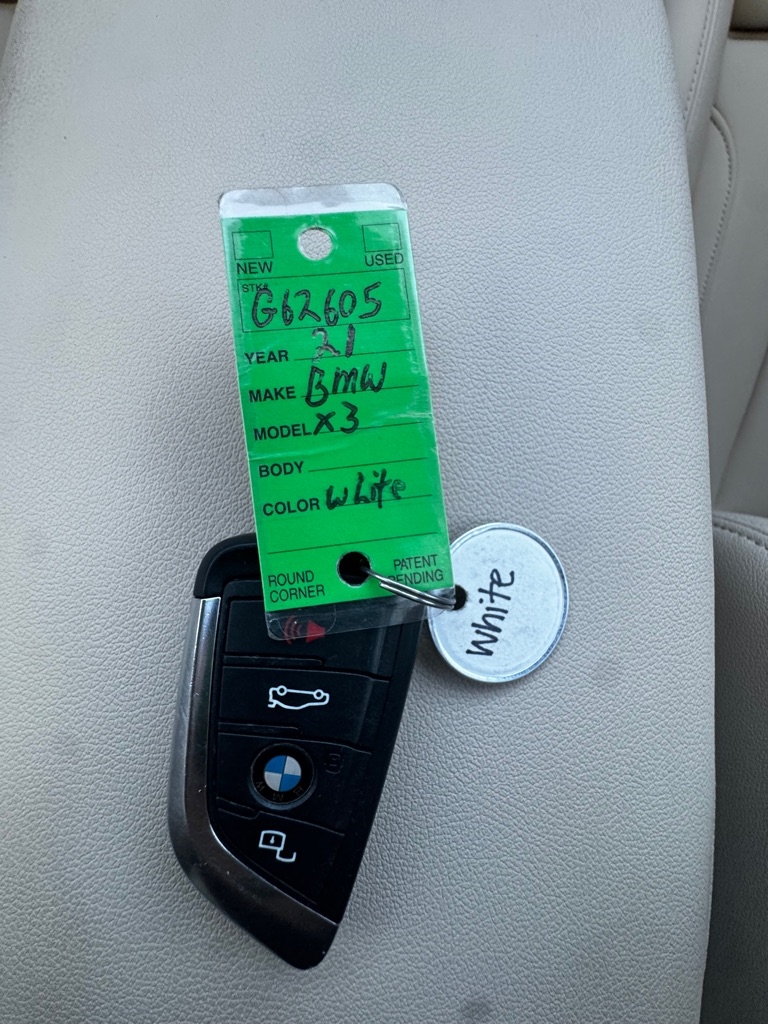 NEW USED
STK#
G62605
YEAR 21
MAKE BMW
MODEL X3
BODY
COLOR white
ROUND CORNER
PATENT PENDING
white